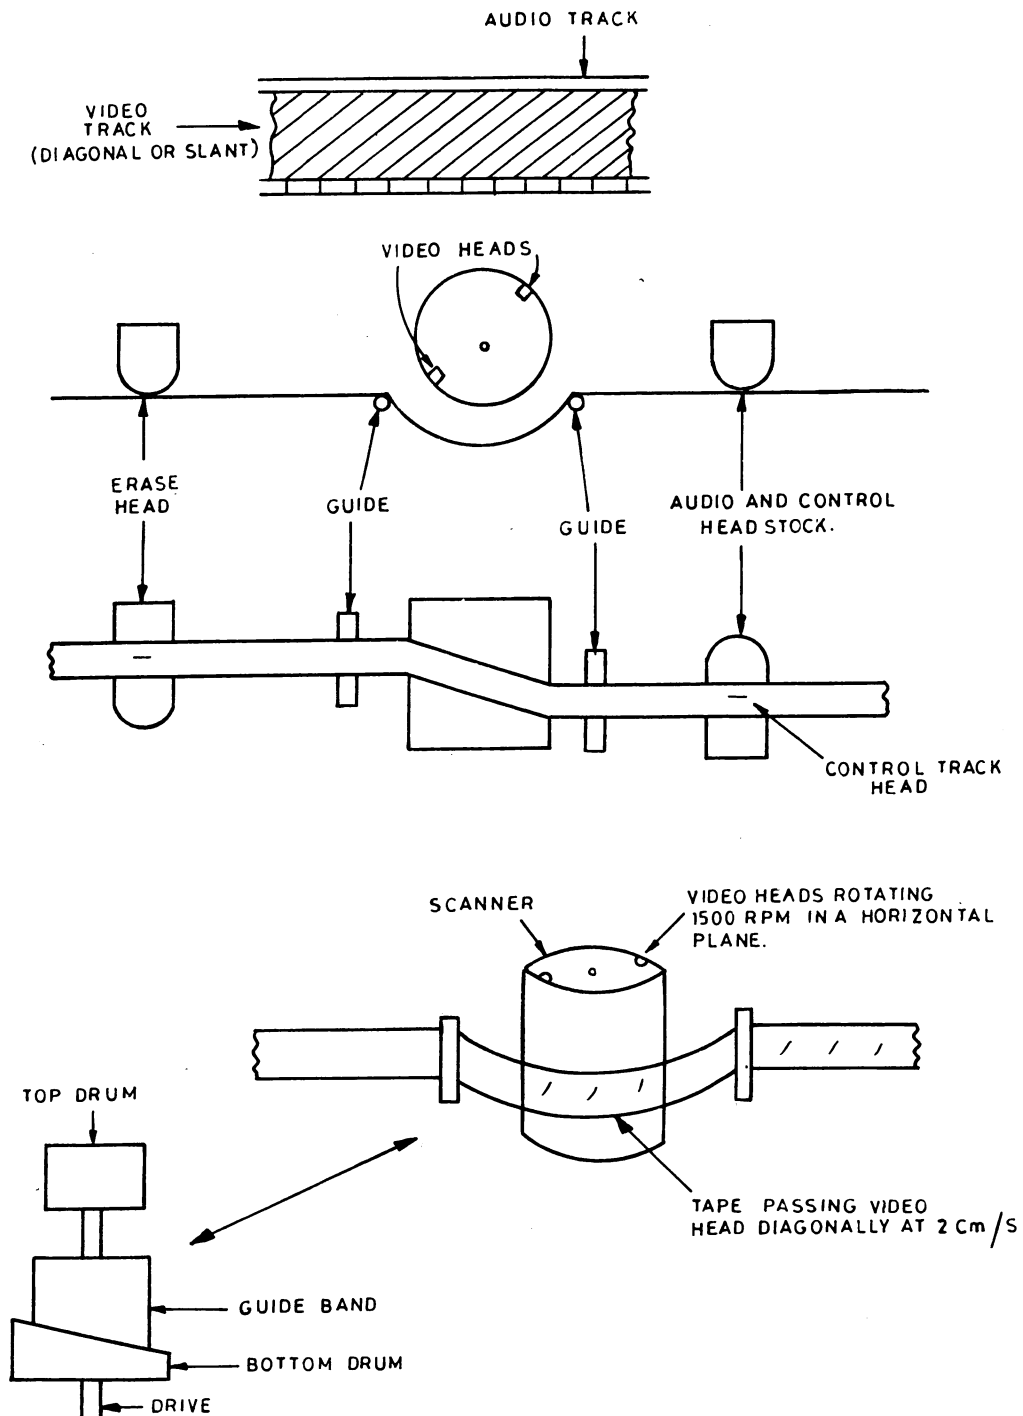 AUDIO TRACK
VIDEO
TRACK
(DIAGONAL OR SLANT)
VIDEO HEADS
ERASE
HEAD
GUIDE
GUIDE
AUDIO AND CONTROL
HEAD STOCK.
CONTROL TRACK
HEAD
SCANNER
VIDEO HEADS ROTATING
1500 RPM IN A HORIZONTAL
PLANE.
TOP DRUM
TAPE PASSING VIDEO
HEAD DIAGONALLY AT 2 Cm/S
GUIDE BAND
BOTTOM DRUM
DRIVE